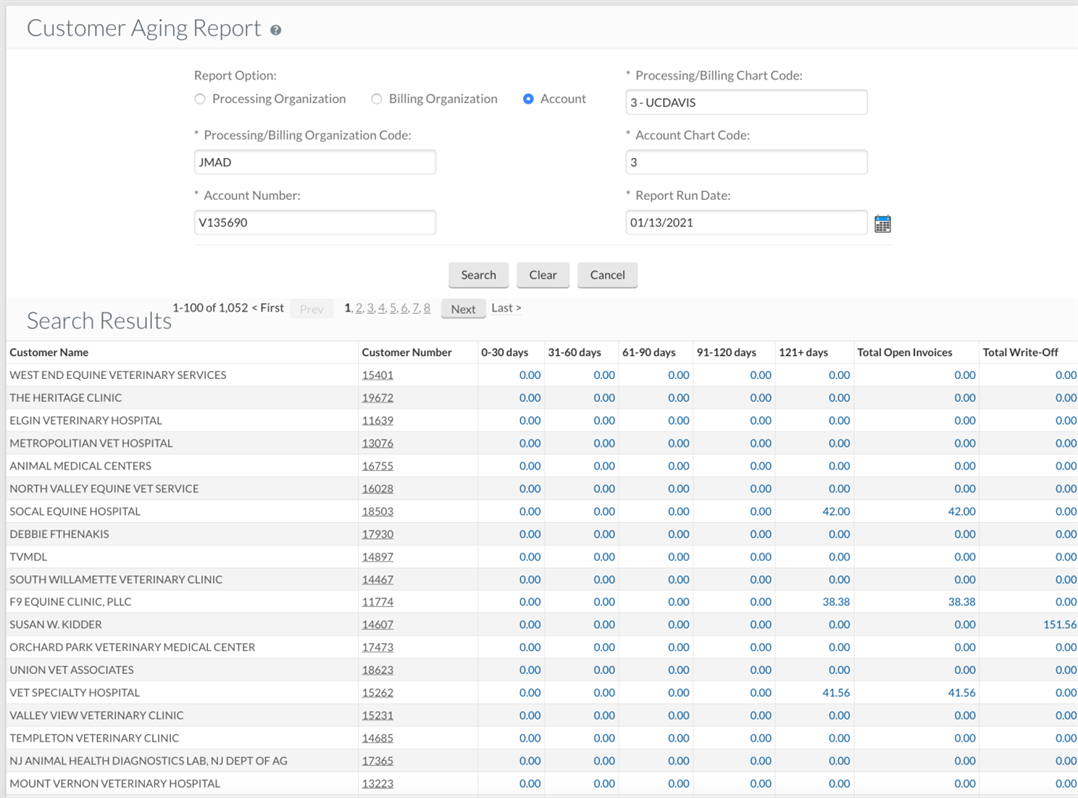 Customer Aging Report ?
Report Option:
Processing Organization Billing Organization Account
* Processing/Billing Chart Code:
3 - UCDAVIS
* Processing/Billing Organization Code:
JMAD
* Account Chart Code:
3
* Account Number:
V135690
* Report Run Date:
01/13/2021
Search Clear Cancel
Search Results 1-100 of 1,052 < First Prev 1, 2, 3, 4, 5, 6, 7, 8 Next Last >
Customer Name Customer Number 0-30 days 31-60 days 61-90 days 91-120 days 121+ days Total Open Invoices Total Write-Off
WEST END EQUINE VETERINARY SERVICES 15401 0.00 0.00 0.00 0.00 0.00 0.00 0.00
THE HERITAGE CLINIC 19672 0.00 0.00 0.00 0.00 0.00 0.00 0.00
ELGIN VETERINARY HOSPITAL 11639 0.00 0.00 0.00 0.00 0.00 0.00 0.00
METROPOLITIAN VET HOSPITAL 13076 0.00 0.00 0.00 0.00 0.00 0.00 0.00
ANIMAL MEDICAL CENTERS 16755 0.00 0.00 0.00 0.00 0.00 0.00 0.00
NORTH VALLEY EQUINE VET SERVICE 16028 0.00 0.00 0.00 0.00 0.00 0.00 0.00
SOCAL EQUINE HOSPITAL 18503 0.00 0.00 0.00 0.00 42.00 42.00 0.00
DEBBIE FTHENAKIS 17930 0.00 0.00 0.00 0.00 0.00 0.00 0.00
TVMDL 14897 0.00 0.00 0.00 0.00 0.00 0.00 0.00
SOUTH WILLAMETTE VETERINARY CLINIC 14467 0.00 0.00 0.00 0.00 0.00 0.00 0.00
F9 EQUINE CLINIC, PLLC 11774 0.00 0.00 0.00 0.00 38.38 38.38 0.00
SUSAN W. KIDDER 14607 0.00 0.00 0.00 0.00 0.00 0.00 151.56
ORCHARD PARK VETERINARY MEDICAL CENTER 17473 0.00 0.00 0.00 0.00 0.00 0.00 0.00
UNION VET ASSOCIATES 18623 0.00 0.00 0.00 0.00 0.00 0.00 0.00
VET SPECIALTY HOSPITAL 15262 0.00 0.00 0.00 0.00 41.56 41.56 0.00
VALLEY VIEW VETERINARY CLINIC 15231 0.00 0.00 0.00 0.00 0.00 0.00 0.00
TEMPLETON VETERINARY CLINIC 14685 0.00 0.00 0.00 0.00 0.00 0.00 0.00
NJ ANIMAL HEALTH DIAGNOSTICS LAB, NJ DEPT OF AG 17365 0.00 0.00 0.00 0.00 0.00 0.00 0.00
MOUNT VERNON VETERINARY HOSPITAL 13223 0.00 0.00 0.00 0.00 0.00 0.00 0.00